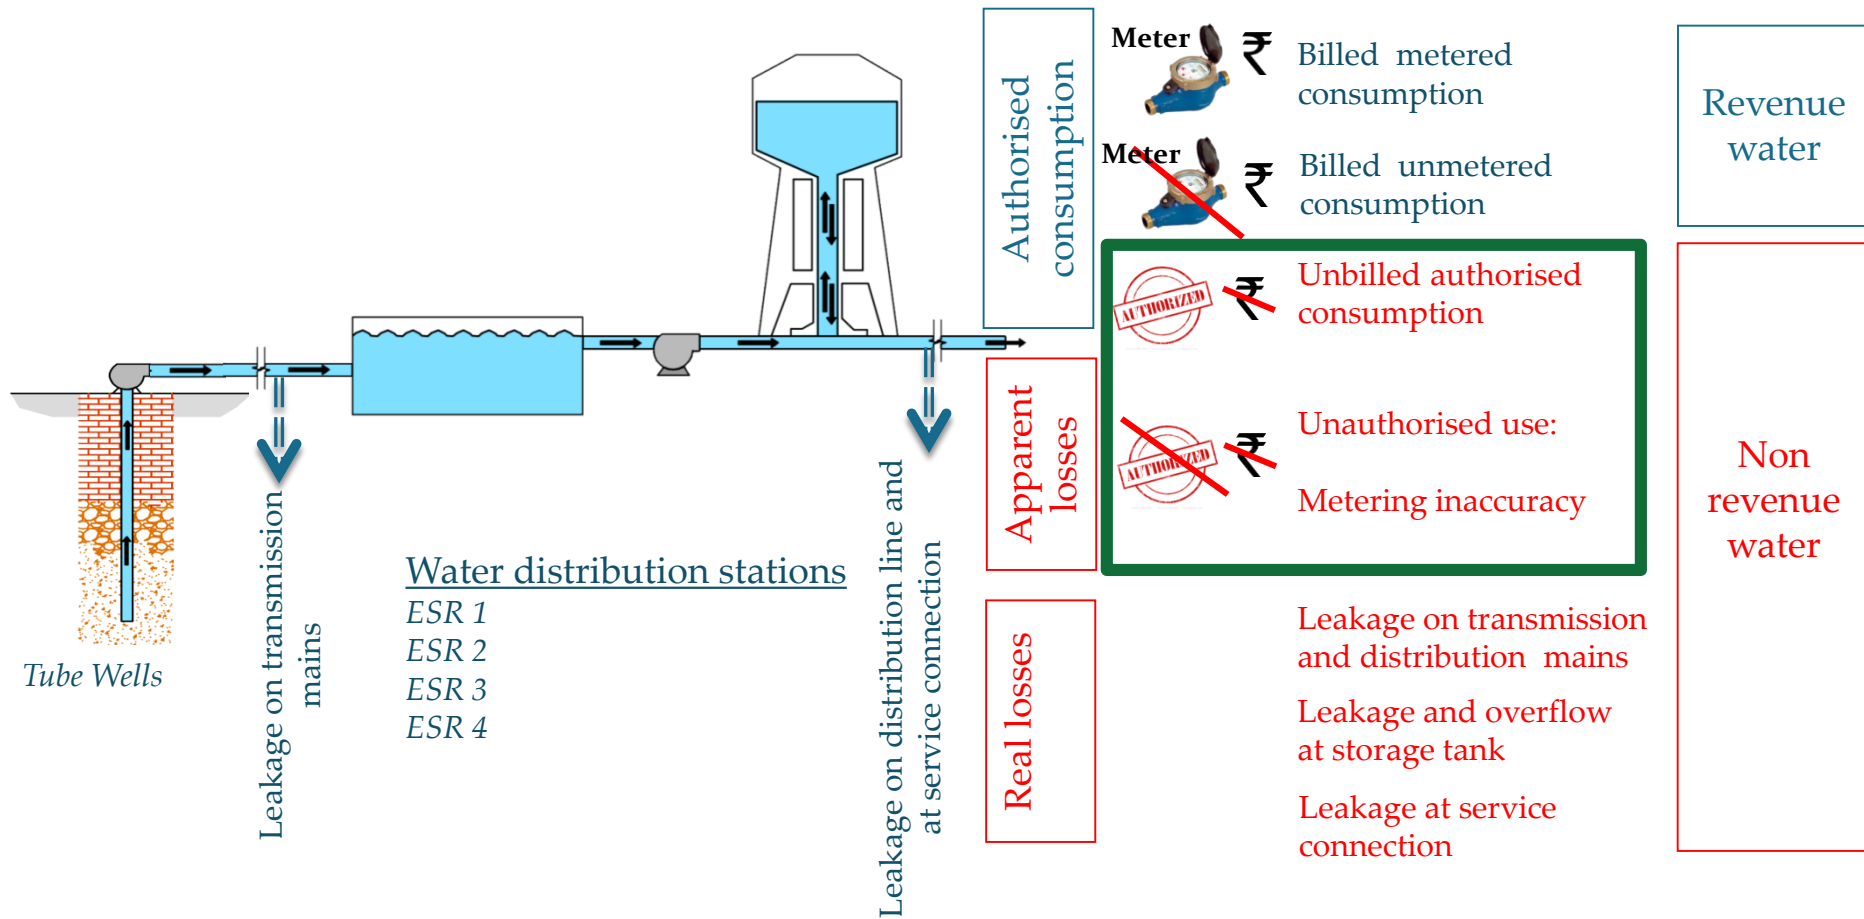 Tube Wells
Leakage on transmission
mains
Water distribution stations
ESR 1
ESR 2
ESR 3
ESR 4
Leakage on distribution line and
at service connection
Authorised
consumption
Apparent
losses
Real losses
Meter
₹
Billed metered
consumption
Meter
₹
Billed unmetered
consumption
AUTHORIZED
₹
Unbilled authorised
consumption
AUTHORIZED
₹
Unauthorised use:
Metering inaccuracy
Leakage on transmission
and distribution mains
Leakage and overflow
at storage tank
Leakage at service
connection
Revenue
water
Non
revenue
water